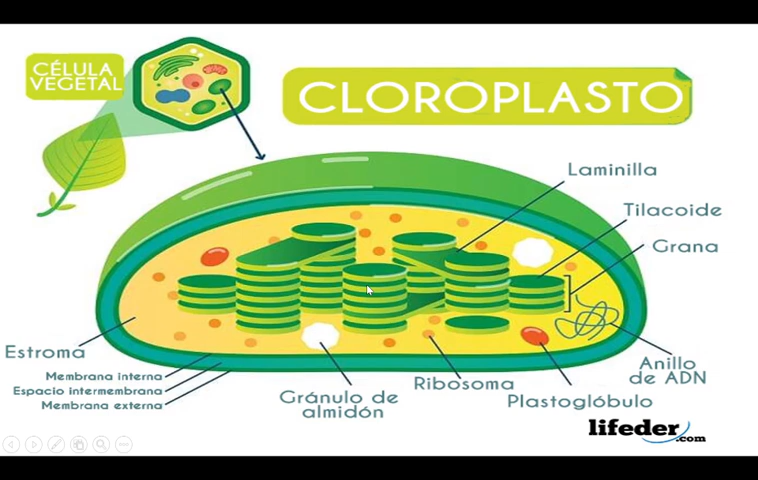 CÉLULA
VEGETAL
CLOROPLASTO
Laminilla
Tilacoide
Grana
Estroma
Membrana interna
Espacio intermembrana
Membrana externa
Gránulo de
almidón
Ribosoma
Plastoglóbulo
Anillo
de ADN
lifeder.com